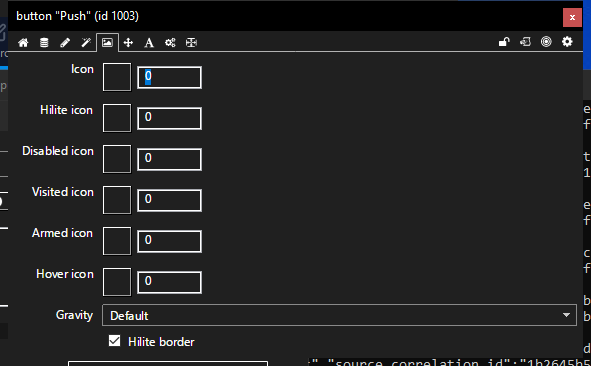 button "Push" (id 1003)
x
A
Icon 0
Hilite icon 0
Disabled icon 0
Visited icon 0
Armed icon 0
Hover icon 0
Gravity Default
Hilite border
"source_correlation_id":"1b2645b5